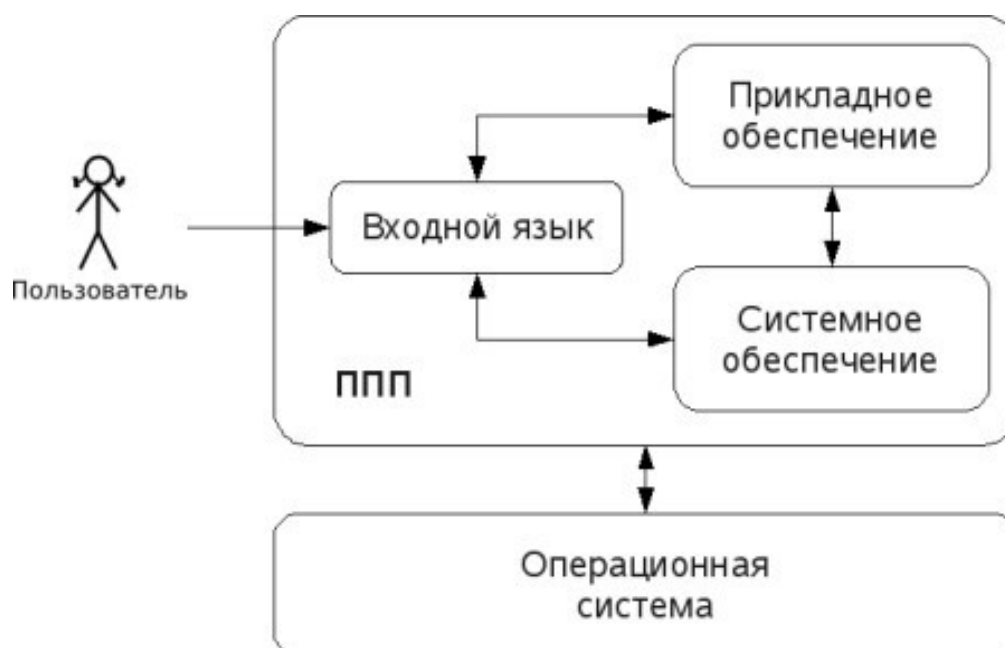 Прикладное
обеспечение
Входной язык
Пользователь
Системное
обеспечение
ППП
Операционная
система